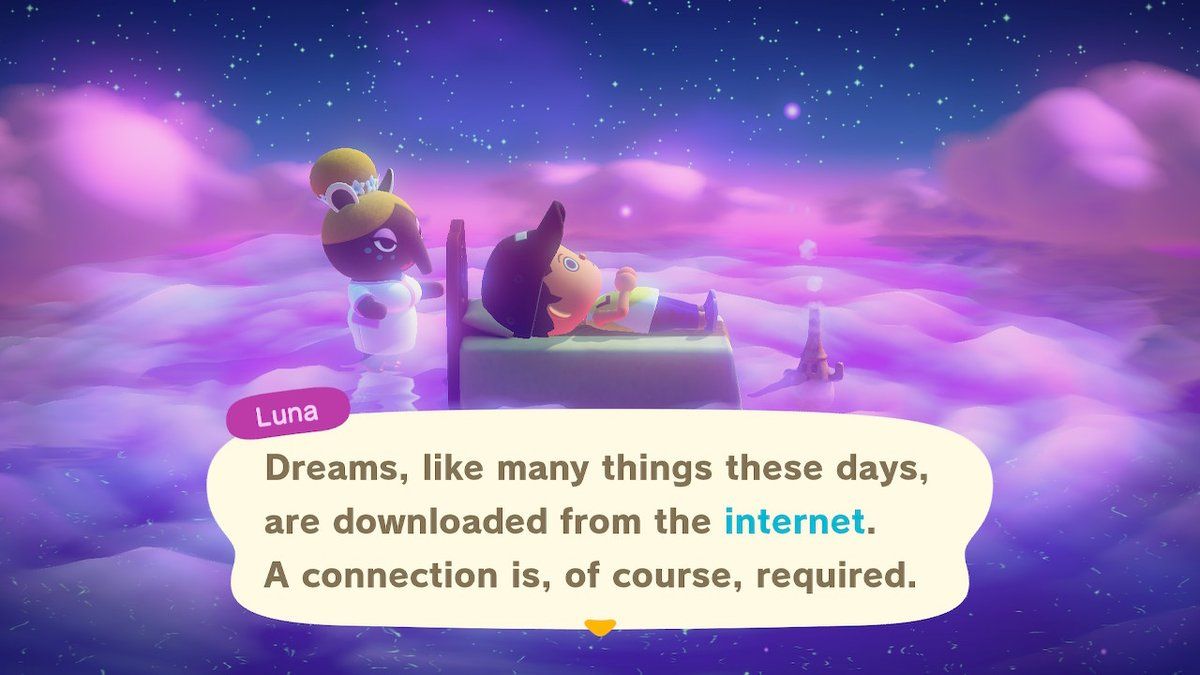 Luna
Dreams, like many things these days,
are downloaded from the internet.
A connection is, of course, required.